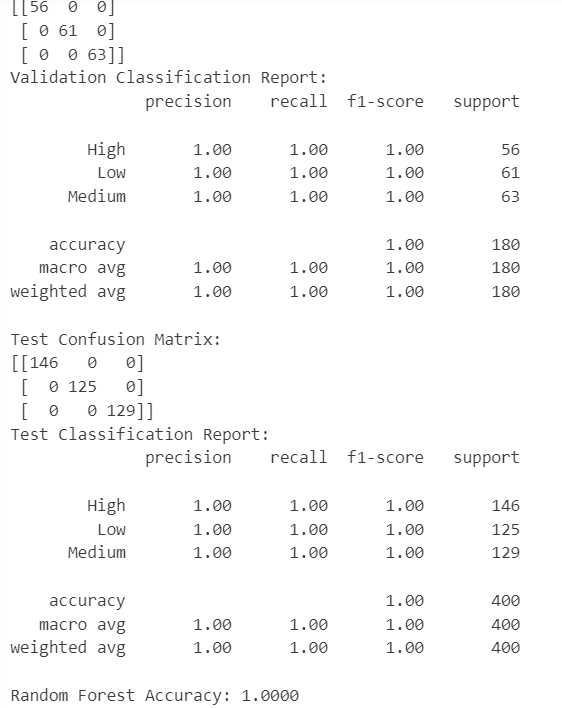 [[56  0  0]
 [ 0 61  0]
 [ 0  0 63]]
Validation Classification Report:
              precision    recall  f1-score   support

        High       1.00      1.00      1.00        56
         Low       1.00      1.00      1.00        61
      Medium       1.00      1.00      1.00        63

    accuracy                           1.00       180
   macro avg       1.00      1.00      1.00       180
weighted avg       1.00      1.00      1.00       180

Test Confusion Matrix:
[[146   0   0]
 [  0 125   0]
 [  0   0 129]]
Test Classification Report:
              precision    recall  f1-score   support

        High       1.00      1.00      1.00       146
         Low       1.00      1.00      1.00       125
      Medium       1.00      1.00      1.00       129

    accuracy                           1.00       400
   macro avg       1.00      1.00      1.00       400
weighted avg       1.00      1.00      1.00       400

Random Forest Accuracy: 1.0000